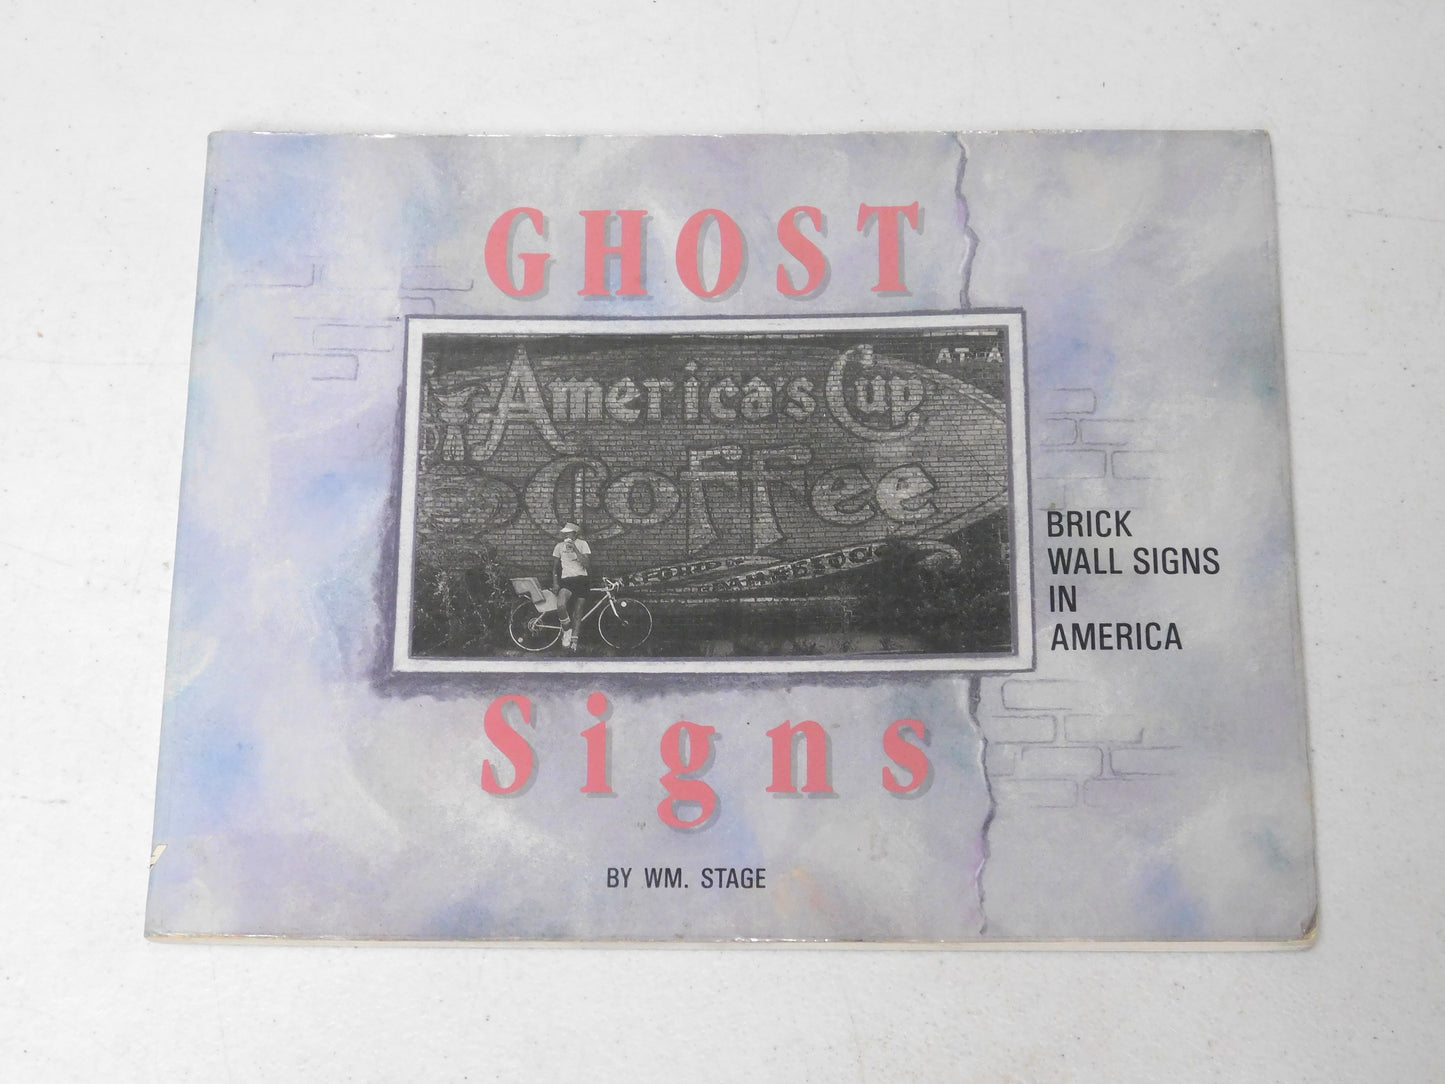 GHOST
America's Cup
Coffee
BRICK
WALL SIGNS
IN
AMERICA
Signs
BY WM. STAGE